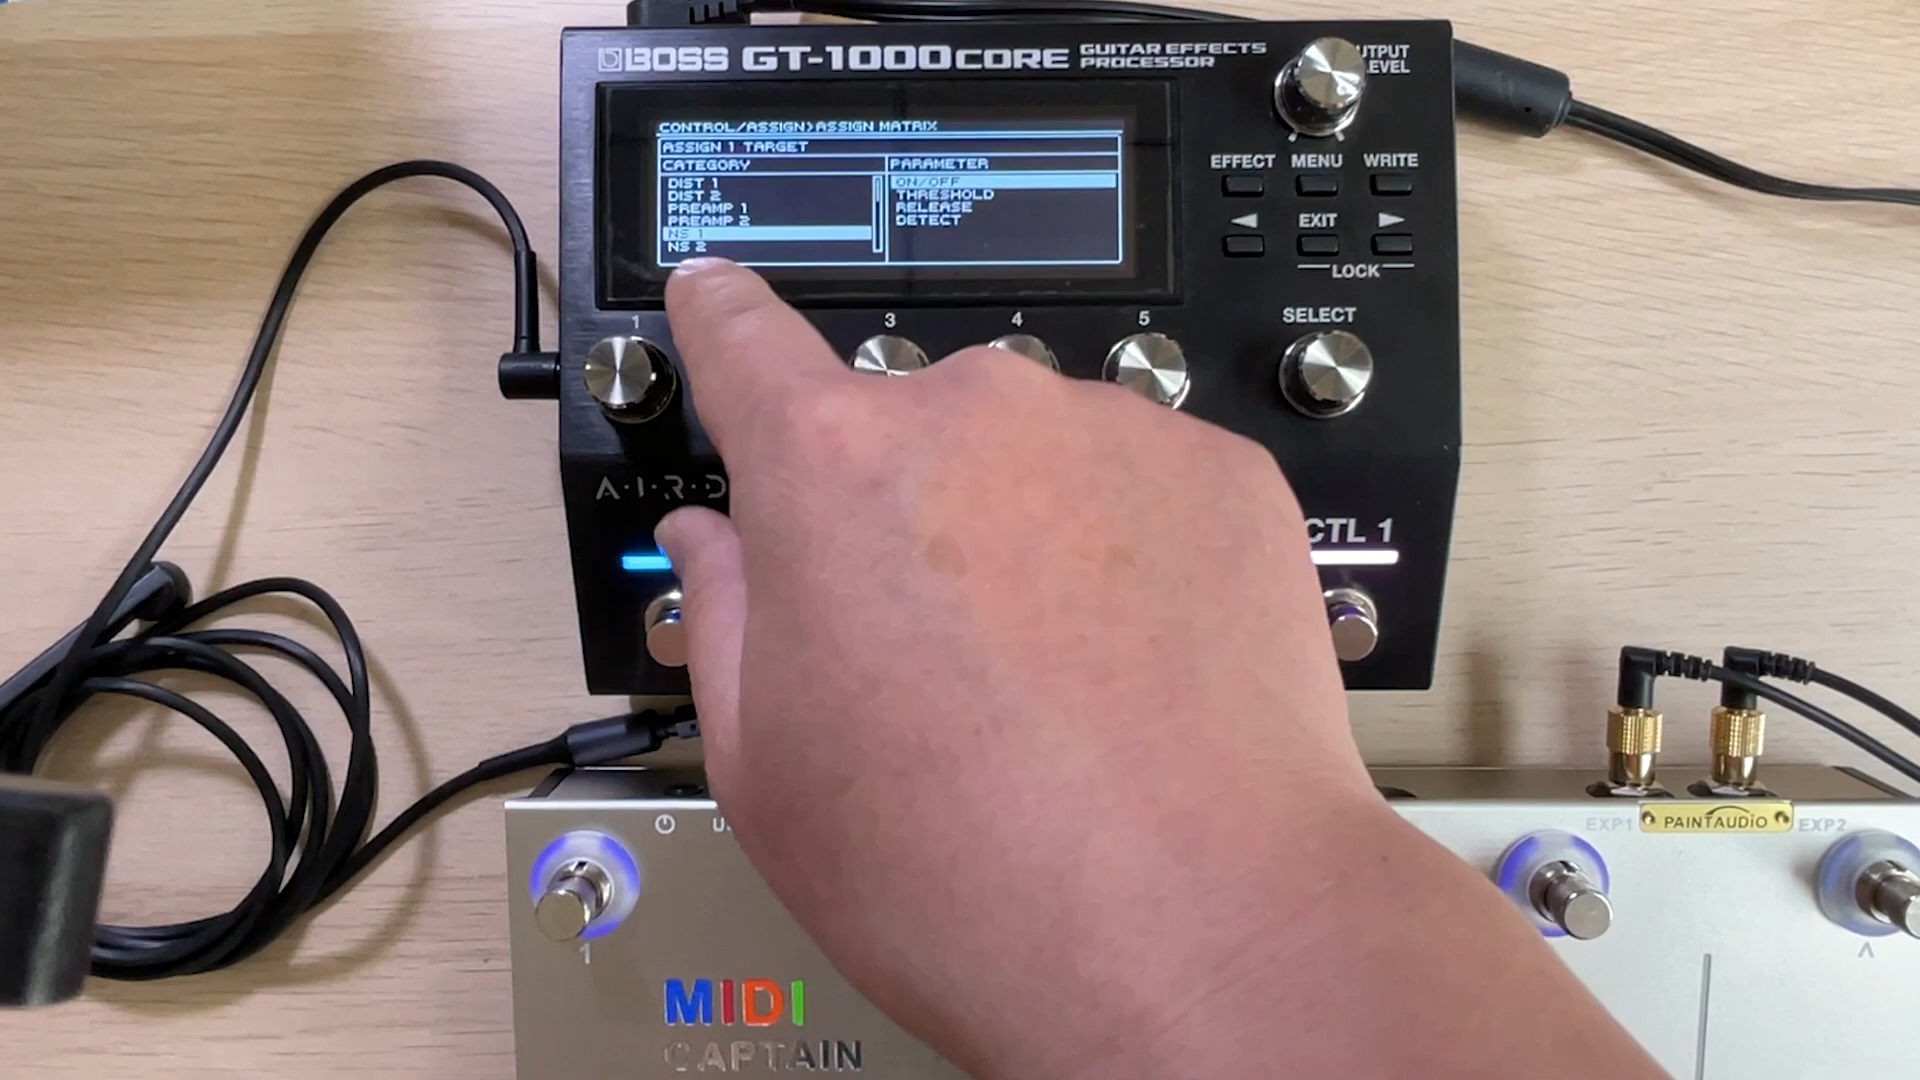 BOSS GT-1000CORE GUITAR EFFECTS PROCESSOR
OUTPUT LEVEL
CONTROL/ASSIGN>ASSIGN MATRIX
ASSIGN 1 TARGET
CATEGORY
PARAMETER
DIST 1
DIST 2
PREAMP 1
PREAMP 2
NS 1
NS 2
ON/OFF
THRESHOLD
RELEASE
DETECT
EFFECT MENU WRITE
EXIT
LOCK
1 3 4 5 SELECT
A·I·R·D
CTL 1
EXP1 PAINTAUDIO EXP2
1
MIDI
CAPTAIN